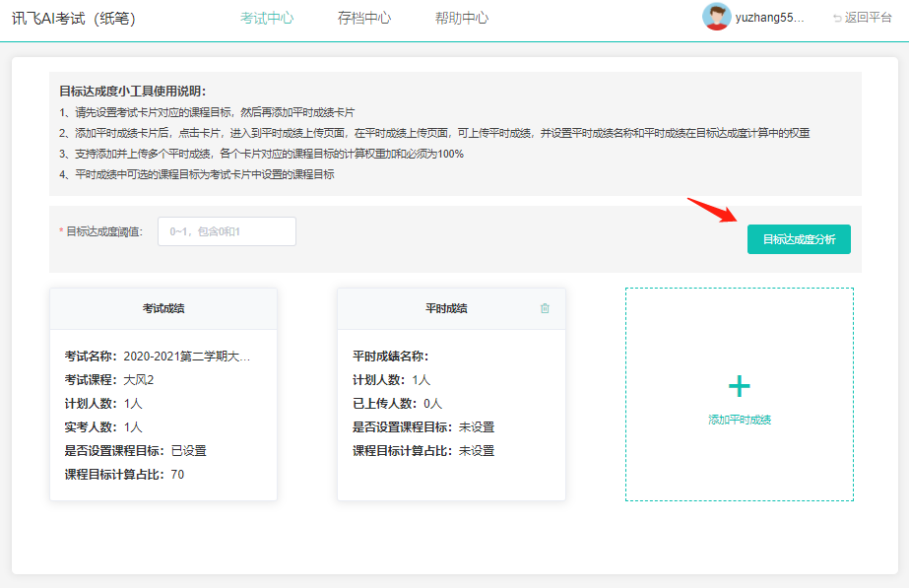 讯飞AI考试（纸笔） 考试中心 存档中心 帮助中心 yuzhang55... 返回平台
目标达成度小工具使用说明：
1、请先设置考试卡片对应的课程目标，然后再添加平时成绩卡片
2、添加平时成绩卡片后，点击卡片，进入到平时成绩上传页面，在平时成绩上传页面，可上传平时成绩，并设置平时成绩名称和平时成绩在目标达成度计算中的权重
3、支持添加并上传多个平时成绩，各个卡片对应的课程目标的计算权重加和必须为100%
4、平时成绩中可选的课程目标为考试卡片中设置的课程目标
* 目标达成度阈值： 0~1，包含0和1 目标达成度分析
考试成绩
考试名称：2020-2021第二学期大...
考试课程：大风2
计划人数：1人
实考人数：1人
是否设置课程目标：已设置
课程目标计算占比：70
平时成绩
平时成绩名称：
计划人数：1人
已上传人数：0人
是否设置课程目标：未设置
课程目标计算占比：未设置
添加平时成绩